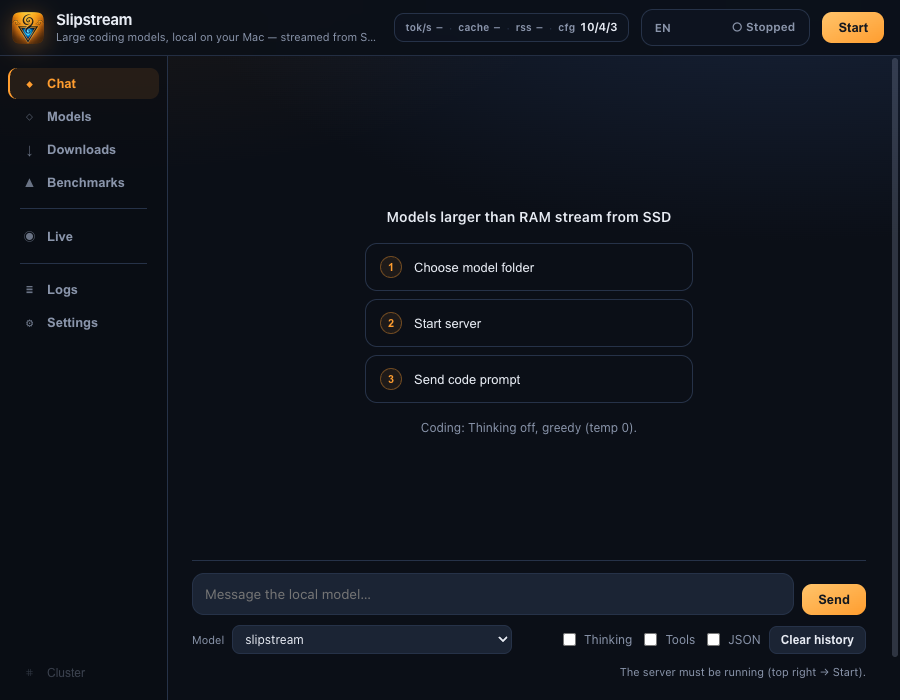 Slipstream
Large coding models, local on your Mac — streamed from S...
tok/s – · cache – · rss – · cfg 10/4/3
EN
Stopped
Start
Chat
Models
Downloads
Benchmarks
Live
Logs
Settings
Cluster
Models larger than RAM stream from SSD
1 Choose model folder
2 Start server
3 Send code prompt
Coding: Thinking off, greedy (temp 0).
Message the local model...
Send
Model slipstream Thinking Tools JSON Clear history
The server must be running (top right → Start).